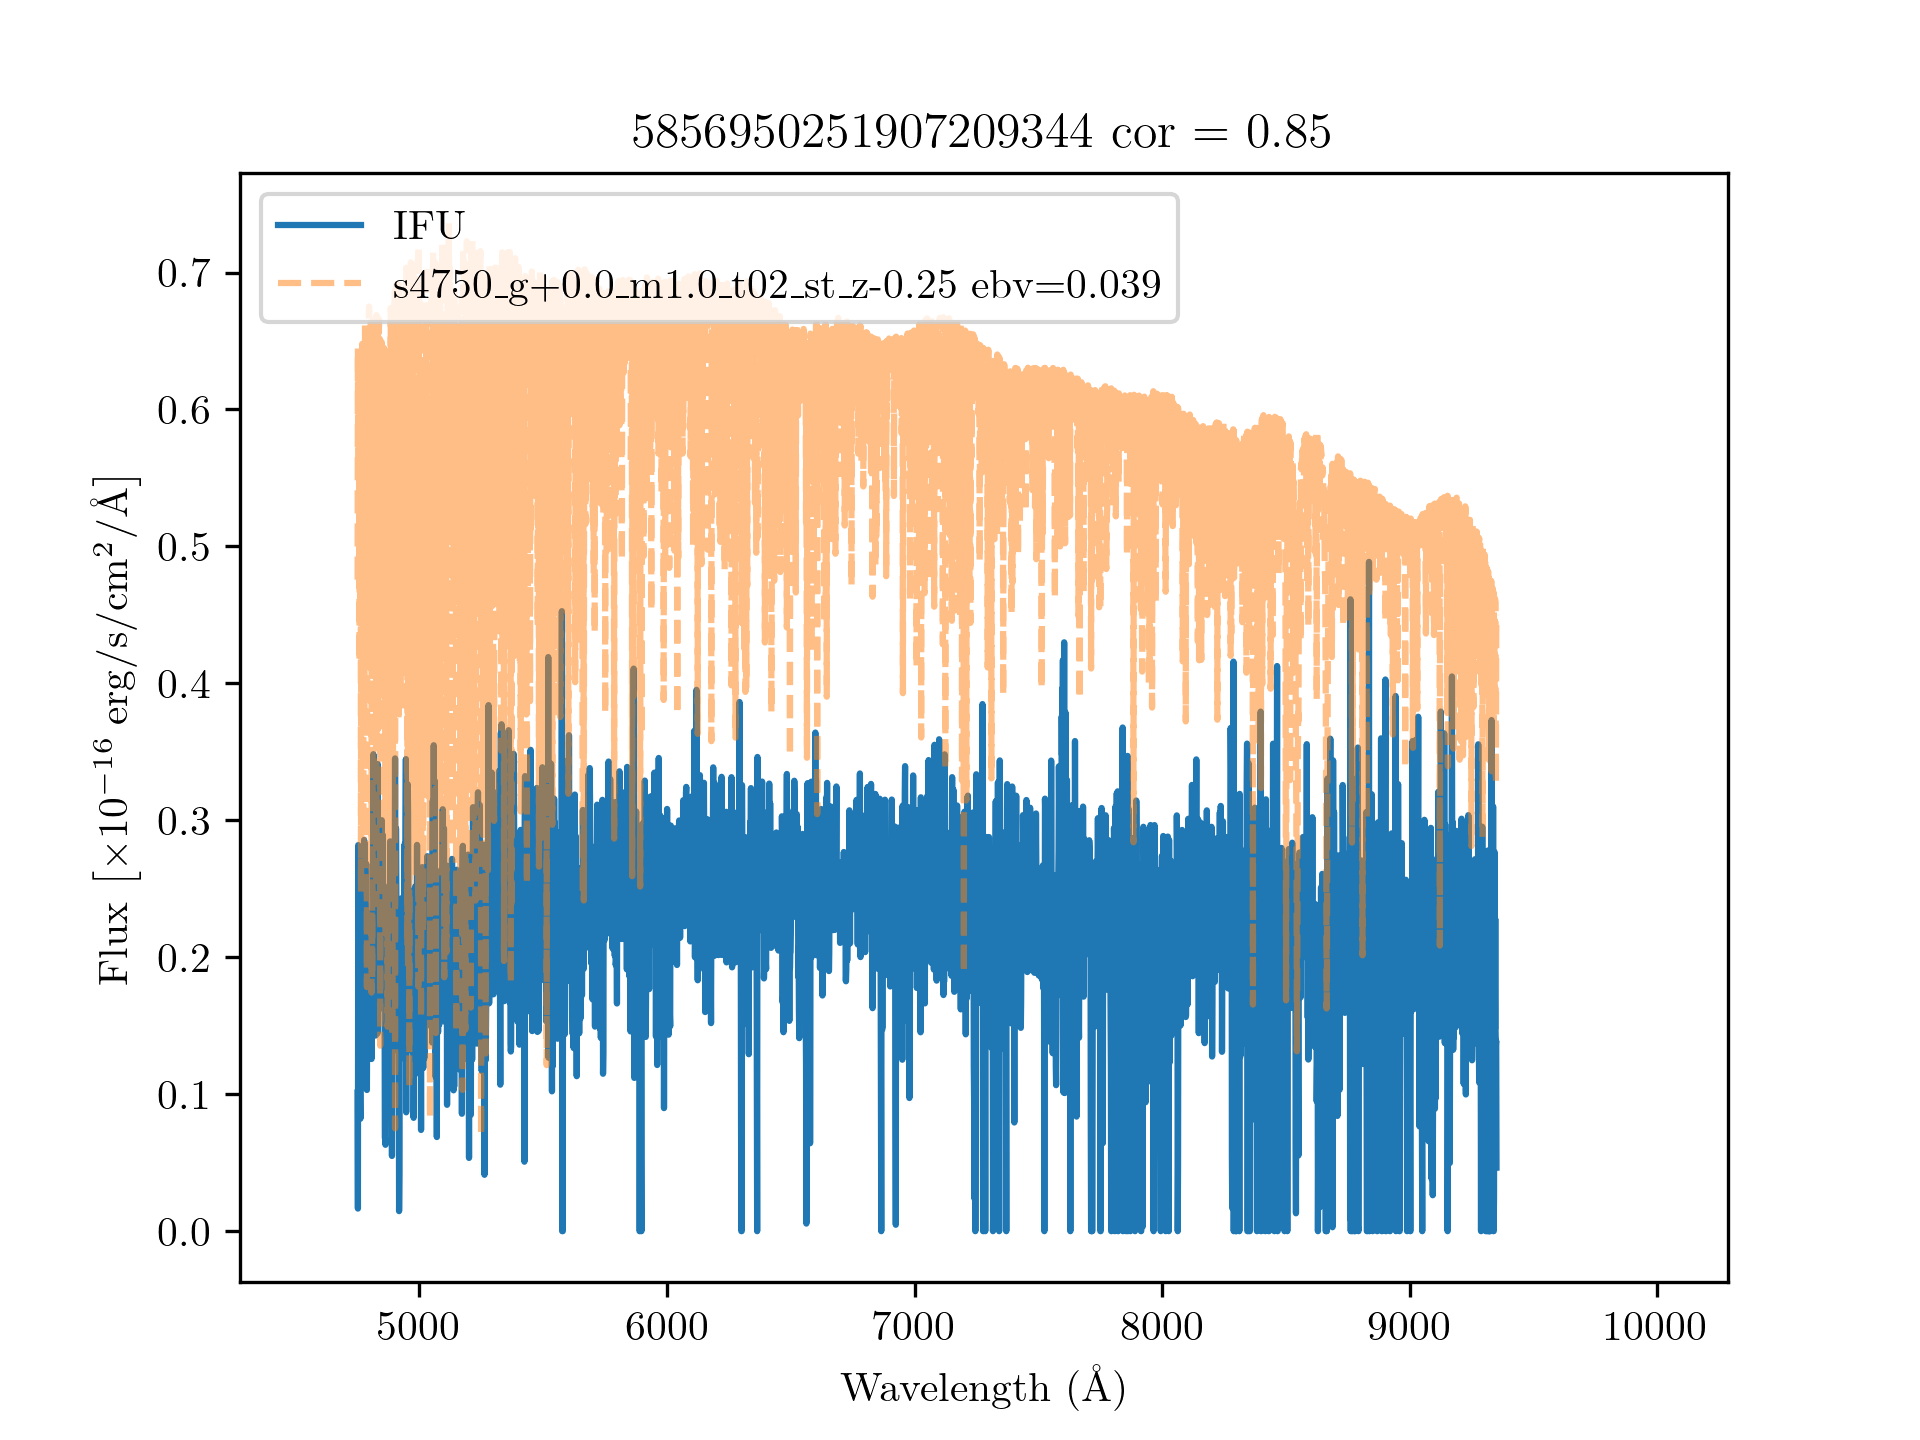 5856950251907209344 cor = 0.85
IFU
s4750_g+0.0_m1.0_t02_st_z-0.25 ebv=0.039
Flux [×10⁻¹⁶ erg/s/cm²/Å]
0.7
0.6
0.5
0.4
0.3
0.2
0.1
0.0
5000 6000 7000 8000 9000 10000
Wavelength (Å)